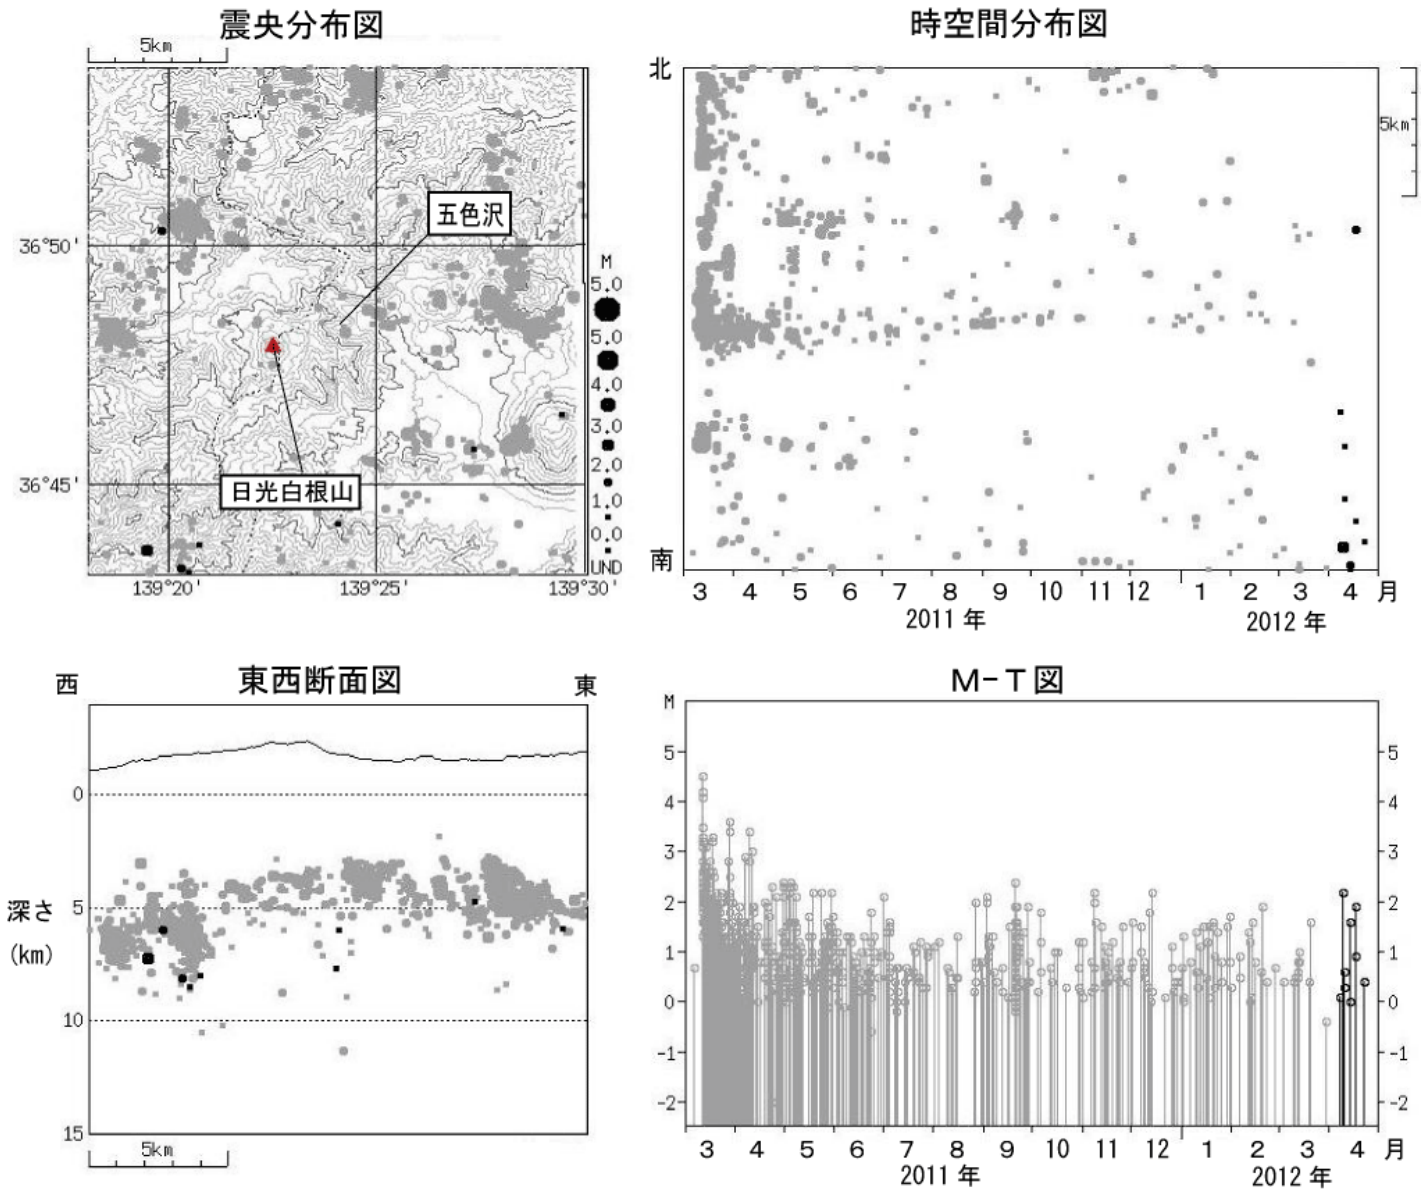 震央分布図
5km
五色沢
36°50'
36°45'
日光白根山
139°20'
139°25'
139°30'
M
5.0
5.0
4.0
3.0
2.0
1.0
0.0
UND
時空間分布図
北
南
5km
3 4 5 6 7 8 9 10 11 12 1 2 3 4 月
2011 年
2012 年
東西断面図
西
東
0
5
10
15
深さ
(km)
5km
M-T図
M
5
4
3
2
1
0
-1
-2
5
4
3
2
1
0
-1
-2
3 4 5 6 7 8 9 10 11 12 1 2 3 4 月
2011 年
2012 年